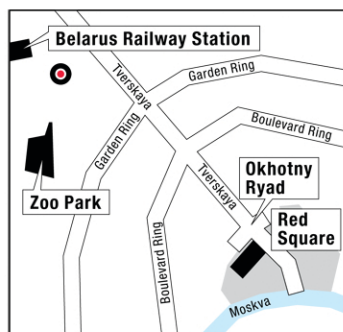 Belarus Railway Station
Tverskaya
Garden Ring
Garden Ring
Boulevard Ring
Tverskaya
Okhotny
Ryad
Zoo Park
Red
Square
Boulevard Ring
Moskva